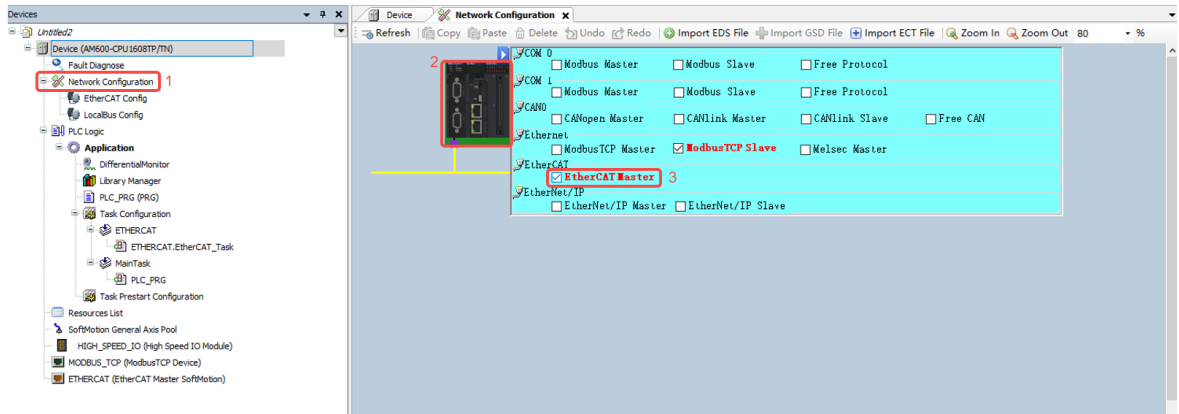 Devices
Untitled2
Device (AM600-CPU1608TP/TN)
Fault Diagnose
Network Configuration 1
EtherCAT Config
LocalBus Config
PLC Logic
Application
DifferentialMonitor
Library Manager
PLC_PRG (PRG)
Task Configuration
ETHERCAT
ETHERCAT.EtherCAT_Task
MainTask
PLC_PRG
Task Prestart Configuration
Resources List
SoftMotion General Axis Pool
HIGH_SPEED_IO (High Speed IO Module)
MODBUS_TCP (ModbusTCP Device)
ETHERCAT (EtherCAT Master SoftMotion)
Device Network Configuration
Refresh Copy Paste Delete Undo Redo Import EDS File Import GSD File Import ECT File Zoom In Zoom Out 80 %
2
COM 0
Modbus Master Modbus Slave Free Protocol
COM 1
Modbus Master Modbus Slave Free Protocol
CAN0
CANopen Master CANlink Master CANlink Slave Free CAN
Ethernet
ModbusTCP Master ModbusTCP Slave Melsec Master
EtherCAT
EtherCAT Master 3
EtherNet/IP
EtherNet/IP Master EtherNet/IP Slave